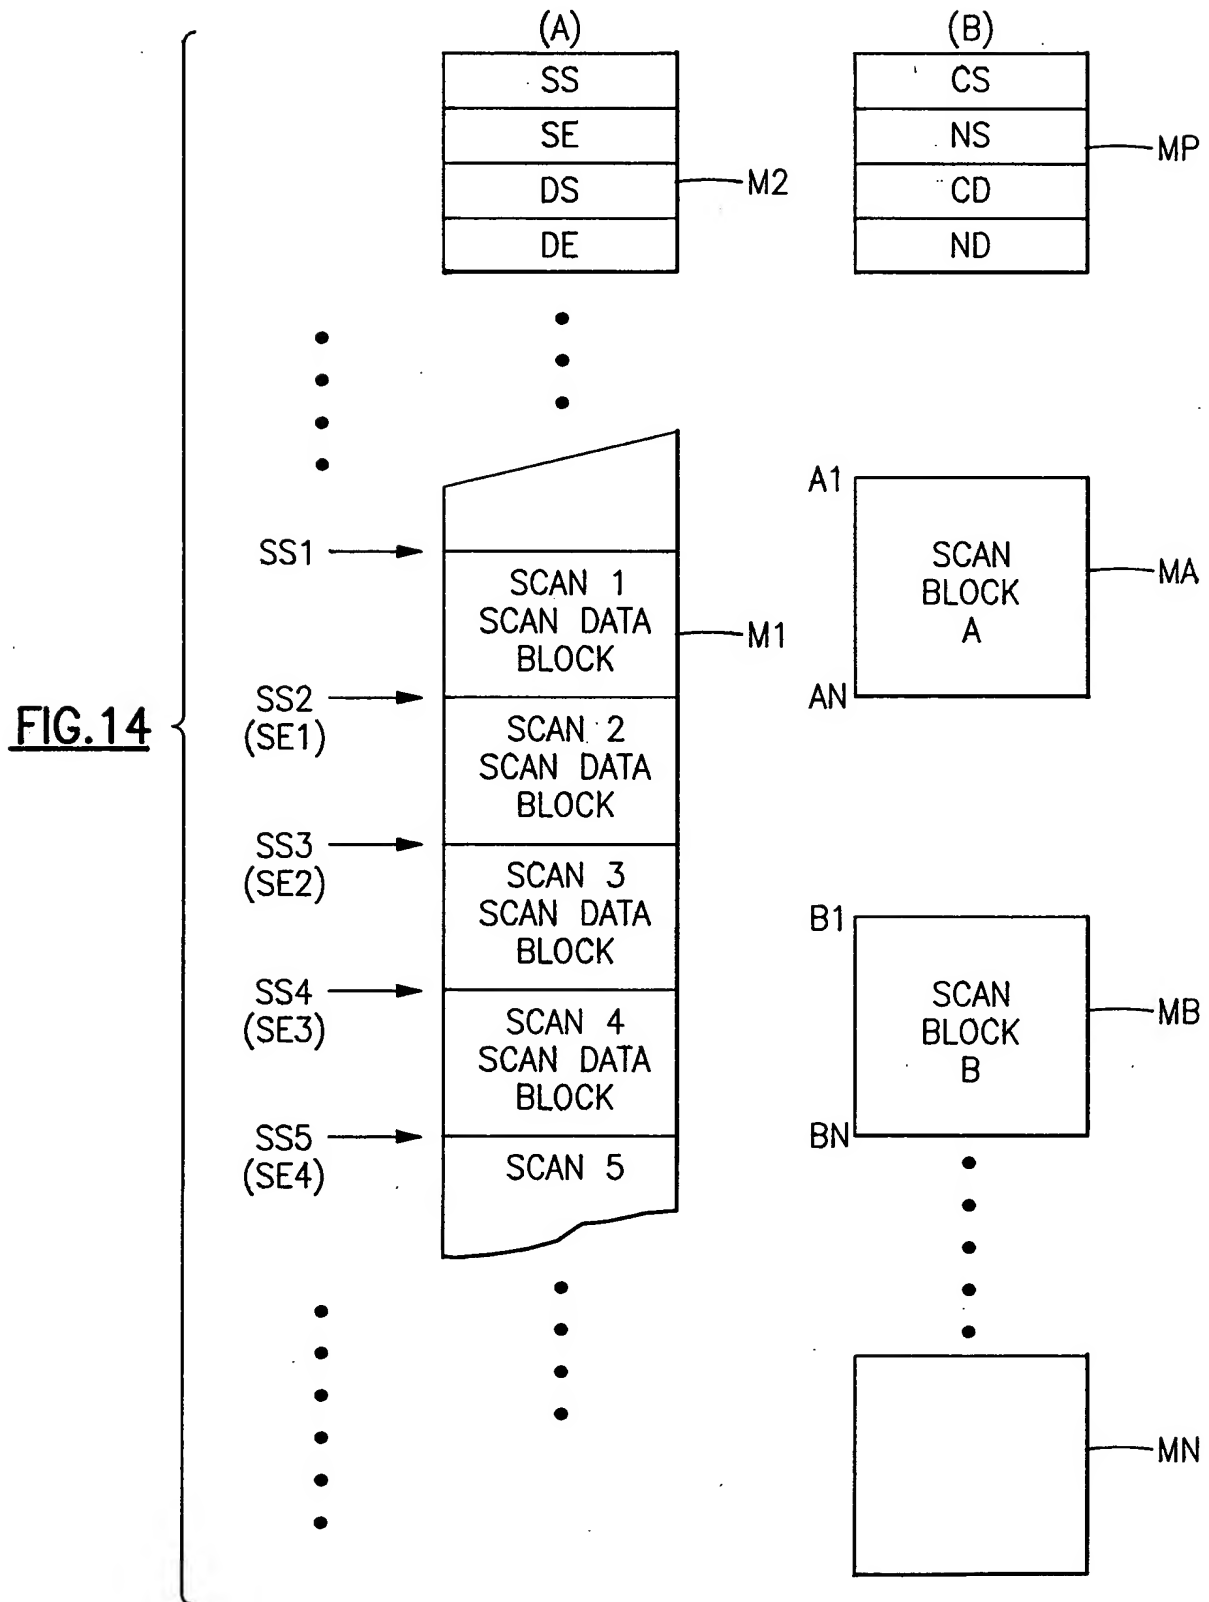 (A)
SS
SE
DS
DE
M2
(B)
CS
NS
CD
ND
MP
FIG.14
SS1
SS2
(SE1)
SS3
(SE2)
SS4
(SE3)
SS5
(SE4)
SCAN 1
SCAN DATA
BLOCK
M1
SCAN 2
SCAN DATA
BLOCK
SCAN 3
SCAN DATA
BLOCK
SCAN 4
SCAN DATA
BLOCK
SCAN 5
A1
SCAN
BLOCK
A
AN
MA
B1
SCAN
BLOCK
B
BN
MB
MN